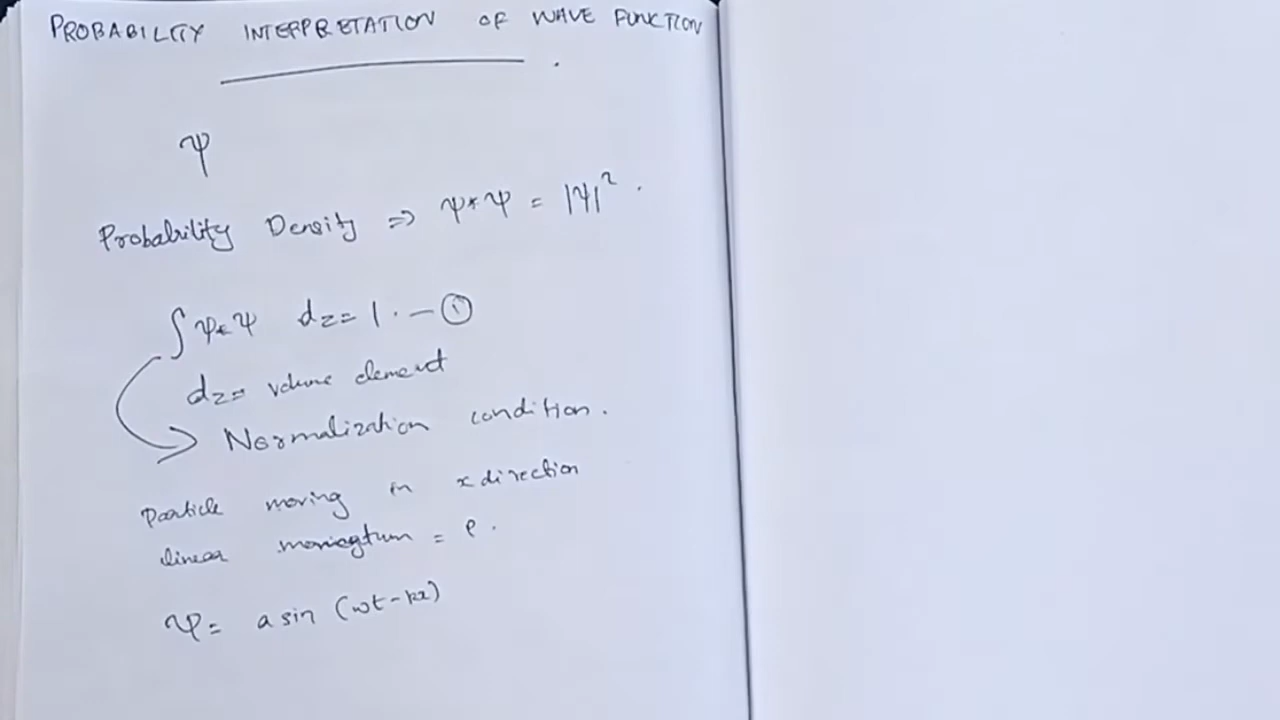 PROBABILITY INTERPRETATION OF WAVE FUNCTION
ψ
Probability Density => ψ*ψ = |ψ|² .
∫ψ*ψ dz = 1. — ①
dz = volume element
Normalization condition.
Particle moving in x direction
linear momentum = p.
ψ = a sin (ωt - kx)